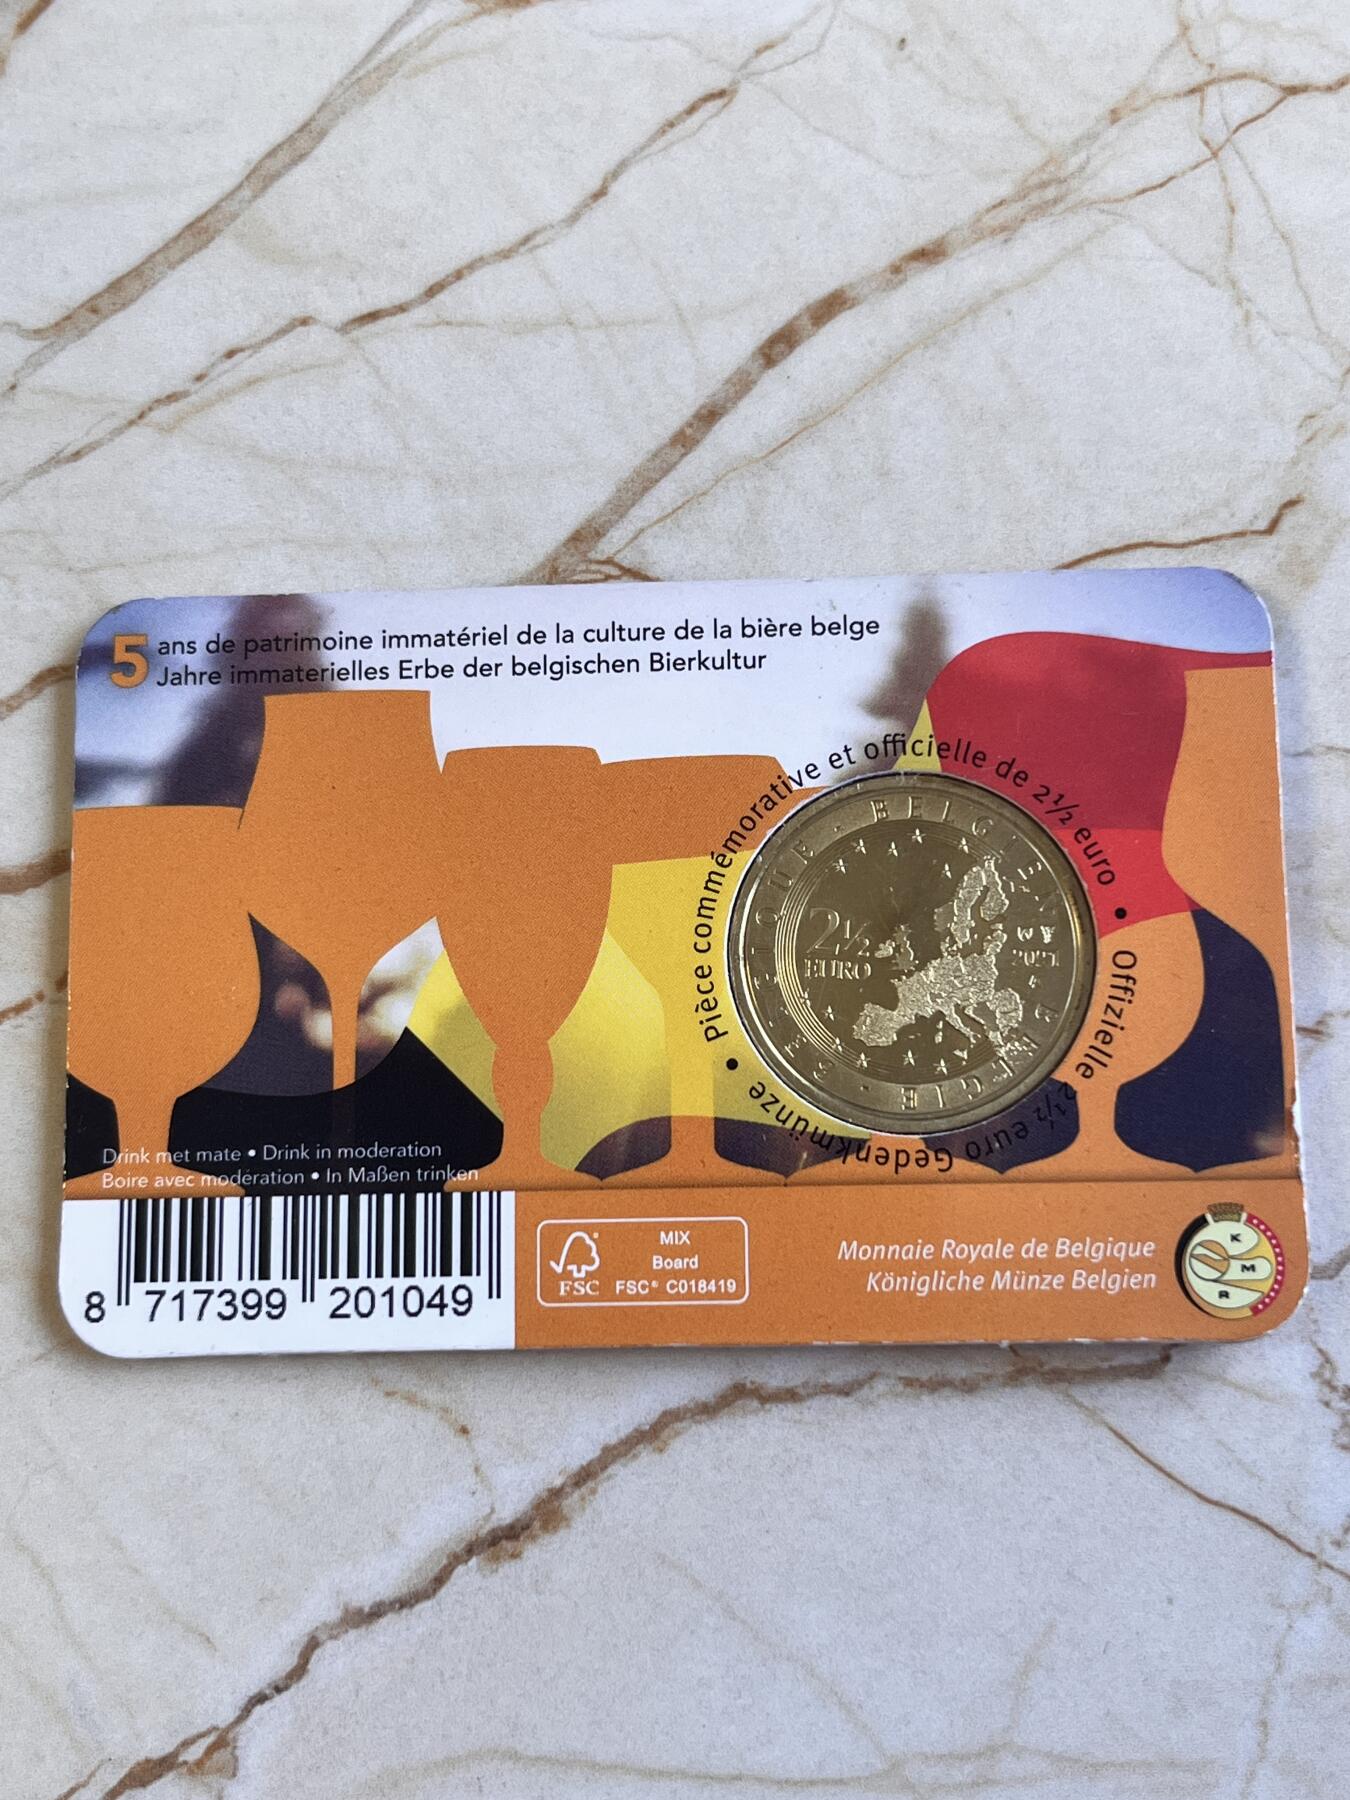 5 ans de patrimoine immatériel de la culture de la bière belge
Jahre immaterielles Erbe der belgischen Bierkultur
Pièce commémorative et officielle de 2½ euro • Offizielle 2½ euro Gedenkmünze •
BELGIEN • BELGIE • BELGIQUE •
2½
EURO
2021
Drink met mate • Drink in moderation
Boire avec modération • In Maßen trinken
8 717399 201049
FSC
MIX
Board
FSC® C018419
Monnaie Royale de Belgique
Königliche Münze Belgien
K
M
R